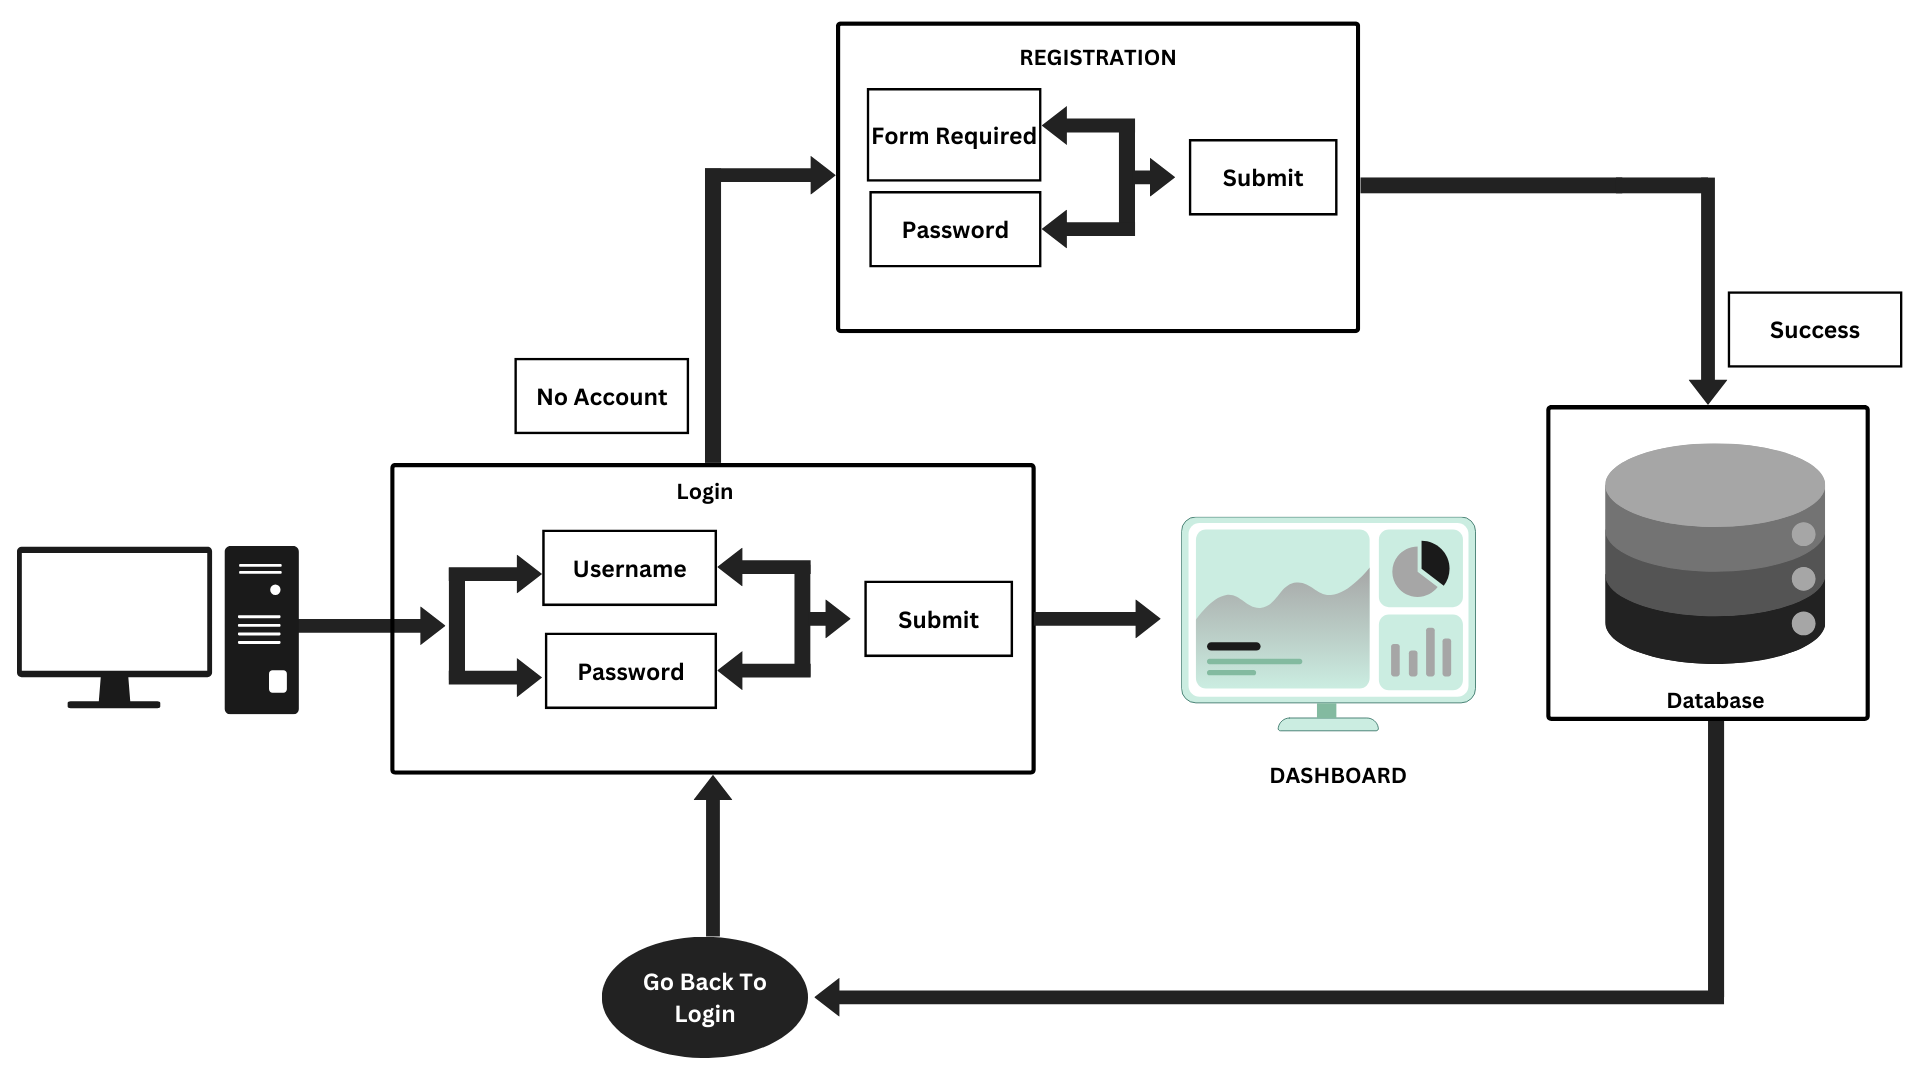 REGISTRATION
Form Required
Submit
Password
Success
No Account
Login
Username
Submit
Password
Database
DASHBOARD
Go Back To
Login